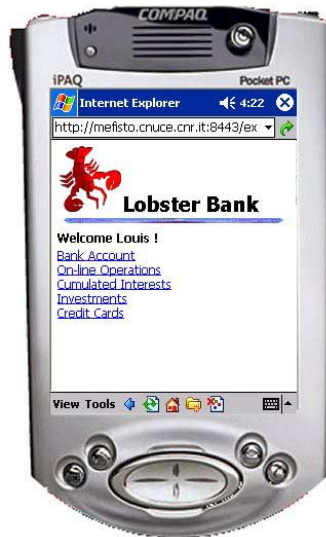 COMPAQ
iPAQ Pocket PC
Internet Explorer 4:22
http://mefisto.cnuce.cnr.it:8443/ex
Lobster Bank
Welcome Louis !
Bank Account
On-line Operations
Cumulated Interests
Investments
Credit Cards
View Tools